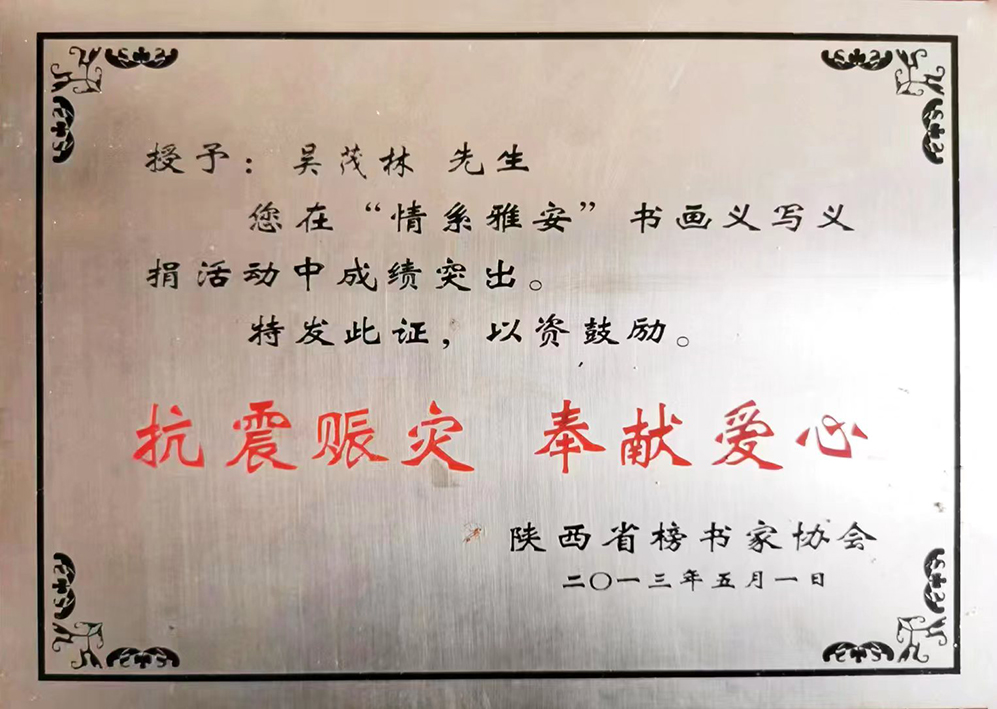 授予：吴茂林 先生
您在“情系雅安”书画义写义
捐活动中成绩突出。
特发此证，以资鼓励。
抗震赈灾 奉献爱心
陕西省榜书家协会
二〇一三年五月一日